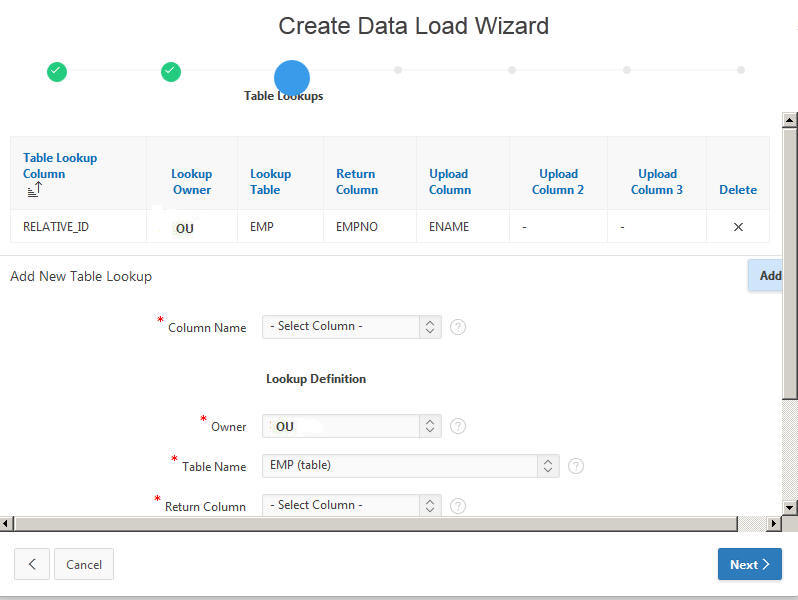 Create Data Load Wizard
Table Lookups
Table Lookup Column
Lookup Owner
Lookup Table
Return Column
Upload Column
Upload Column 2
Upload Column 3
Delete
RELATIVE_ID
OU
EMP
EMPNO
ENAME
-
-
Add New Table Lookup
Add
* Column Name
- Select Column -
?
Lookup Definition
* Owner
OU
?
* Table Name
EMP (table)
?
* Return Column
- Select Column -
?
Cancel
Next